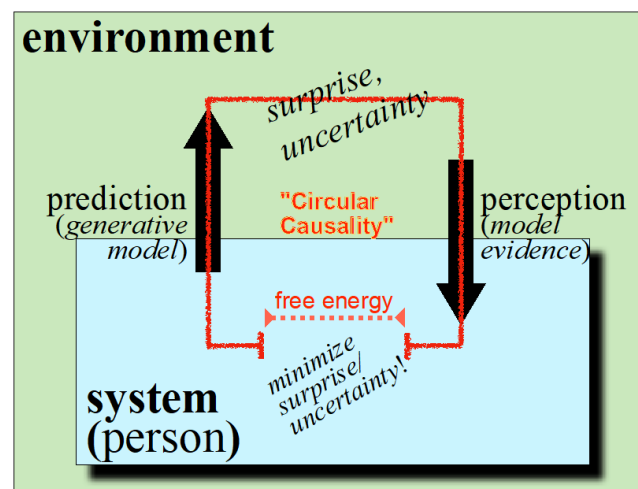 environment
surprise,
uncertainty
prediction
(generative
model)
"Circular
Causality"
perception
(model
evidence)
free energy
minimize
surprise/
uncertainty!
system
(person)